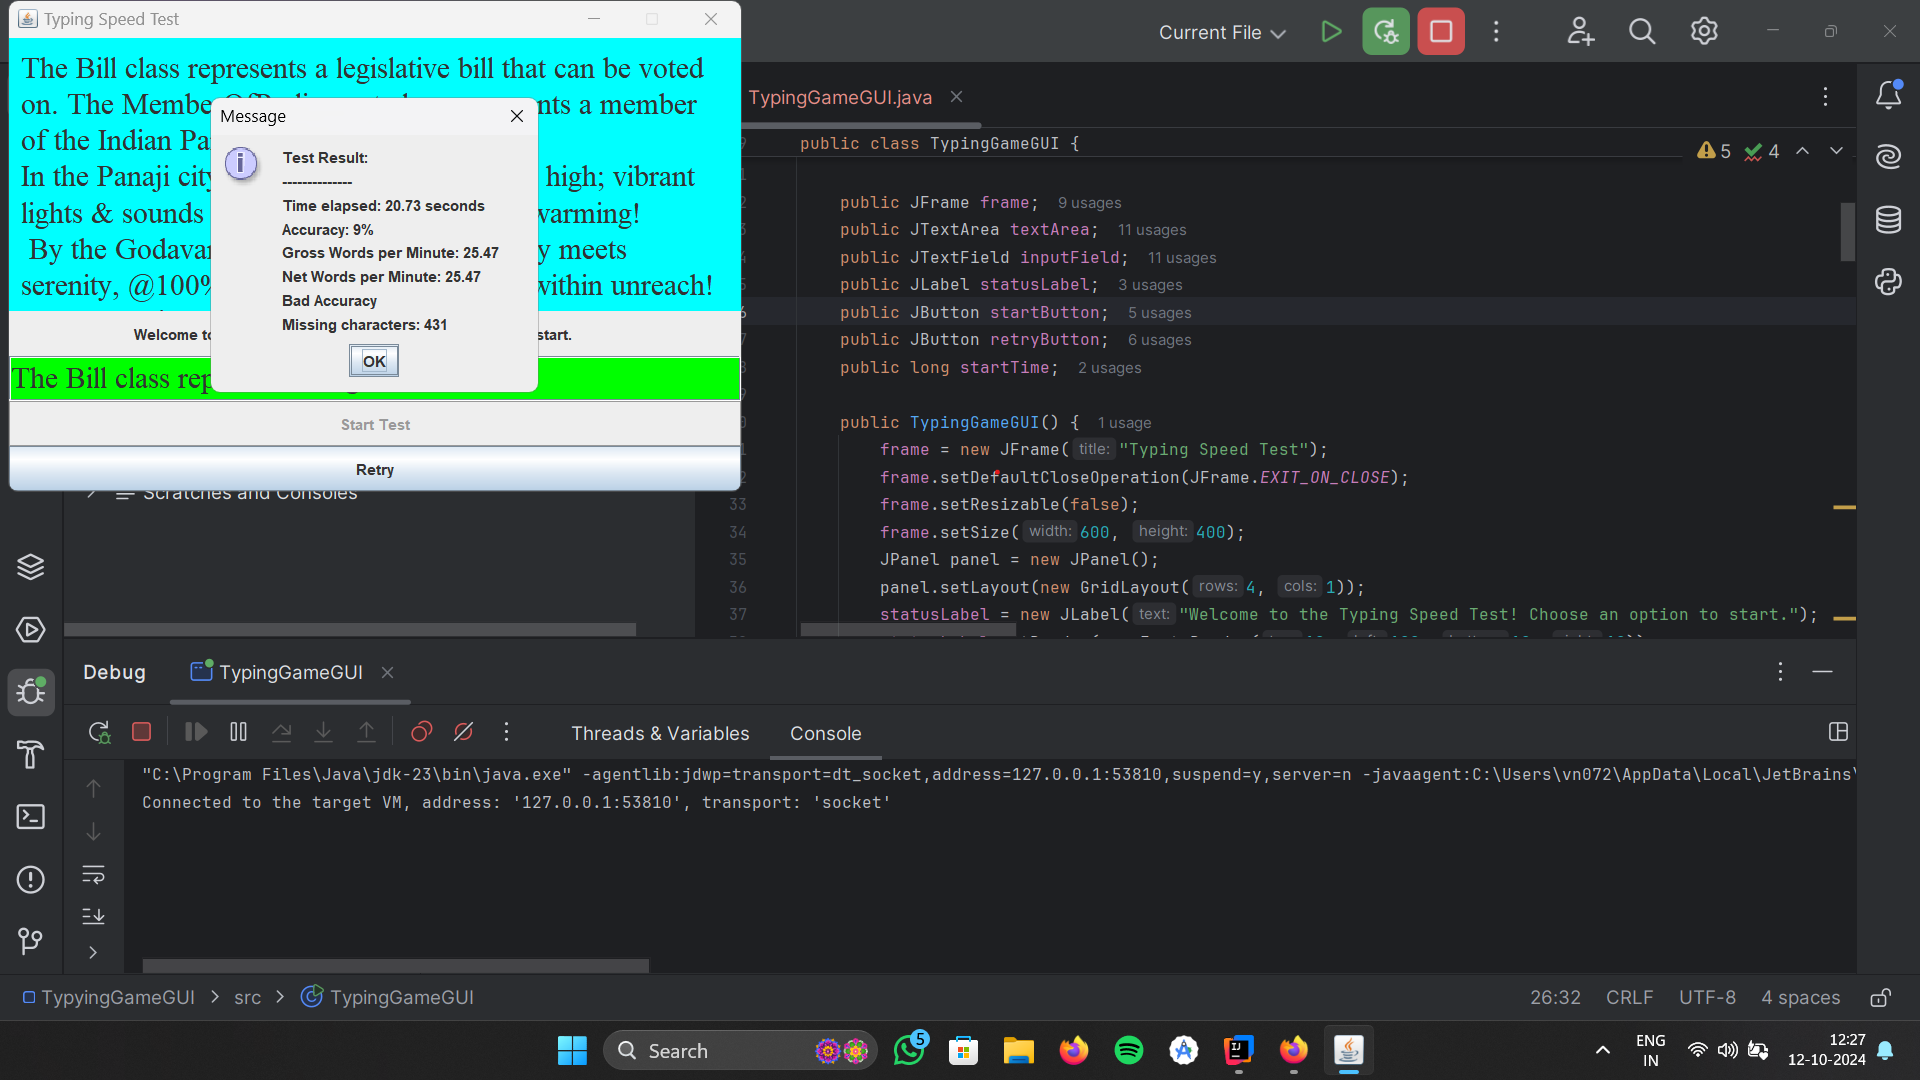 Typing Speed Test
The Bill class represents a legislative bill that can be voted
on. The Membe nts a member
of the Indian Pa
In the Panaji city high; vibrant
lights & sounds warming!
By the Godavar y meets
serenity, @100% within unreach!
Welcome to start.
The Bill class rep
Start Test
Retry
Message
Test Result:
--------------
Time elapsed: 20.73 seconds
Accuracy: 9%
Gross Words per Minute: 25.47
Net Words per Minute: 25.47
Bad Accuracy
Missing characters: 431
OK
Current File
TypingGameGUI.java
5 4
public class TypingGameGUI {
public JFrame frame; 9 usages
public JTextArea textArea; 11 usages
public JTextField inputField; 11 usages
public JLabel statusLabel; 3 usages
public JButton startButton; 5 usages
public JButton retryButton; 6 usages
public long startTime; 2 usages
public TypingGameGUI() { 1 usage
frame = new JFrame( title: "Typing Speed Test");
frame.setDefaultCloseOperation(JFrame.EXIT_ON_CLOSE);
33 frame.setResizable(false);
34 frame.setSize( width: 600, height: 400);
35 JPanel panel = new JPanel();
36 panel.setLayout(new GridLayout( rows: 4, cols: 1));
37 statusLabel = new JLabel( text: "Welcome to the Typing Speed Test! Choose an option to start.");
Scratches and Consoles
Debug TypingGameGUI
Threads & Variables Console
"C:\Program Files\Java\jdk-23\bin\java.exe" -agentlib:jdwp=transport=dt_socket,address=127.0.0.1:53810,suspend=y,server=n -javaagent:C:\Users\vn072\AppData\Local\JetBrains\
Connected to the target VM, address: '127.0.0.1:53810', transport: 'socket'
TypyingGameGUI > src > TypingGameGUI
26:32 CRLF UTF-8 4 spaces
Search
5
ENG
IN
12:27
12-10-2024